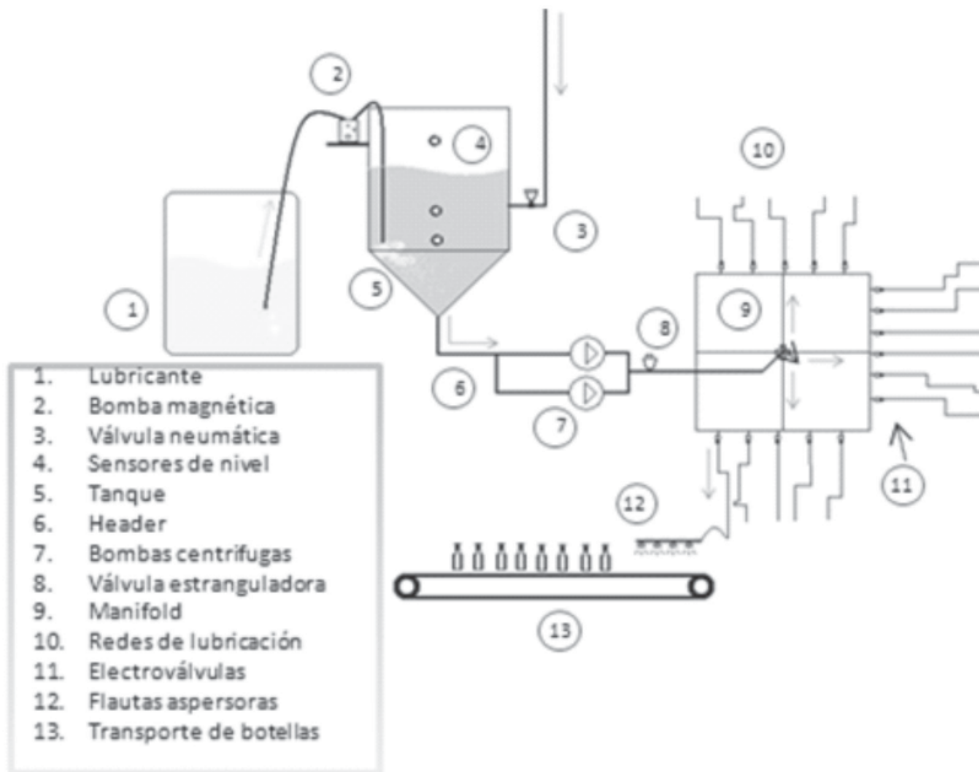 2
4
10
3
1
5
9
8
6
7
11
12
13
1. Lubricante
2. Bomba magnética
3. Válvula neumática
4. Sensores de nivel
5. Tanque
6. Header
7. Bombas centrifugas
8. Válvula estranguladora
9. Manifold
10. Redes de lubricación
11. Electroválvulas
12. Flautas aspersoras
13. Transporte de botellas